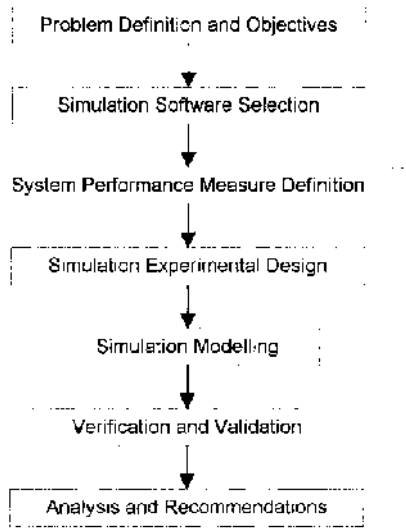 Problem Definition and Objectives
Simulation Software Selection
System Performance Measure Definition
Simulation Experimental Design
Simulation Modelling
Verification and Validation
Analysis and Recommendations